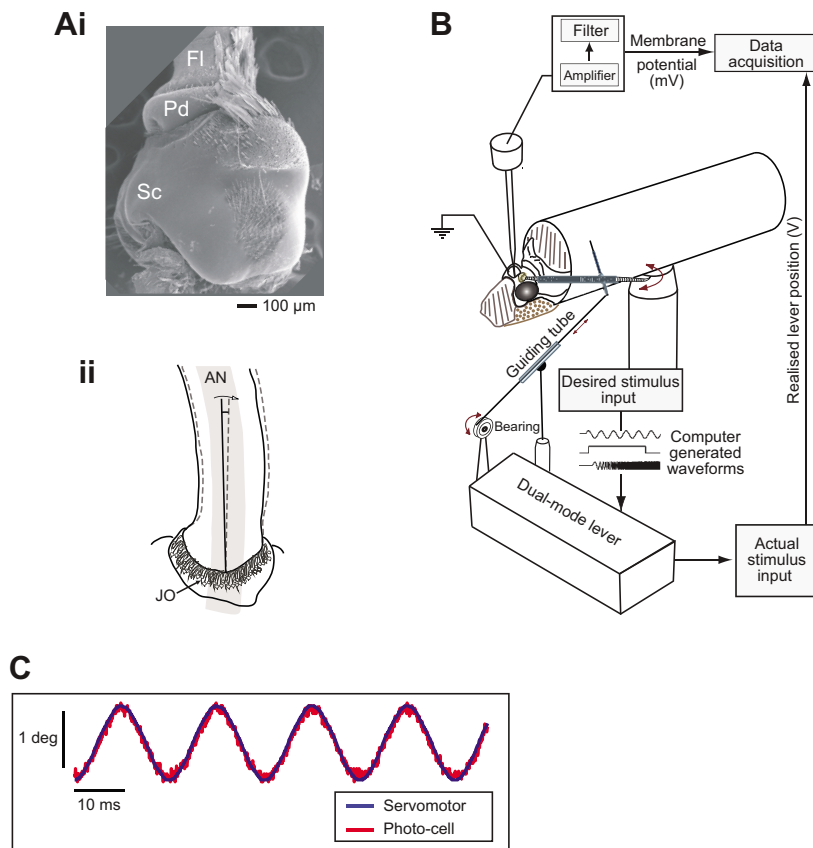 Ai
Fl
Pd
Sc
100 µm
ii
AN
JO
B
Filter
Amplifier
Membrane
potential
(mV)
Data
acquisition
Realised lever position (V)
Guiding tube
Bearing
Desired stimulus
input
Computer
generated
waveforms
Dual-mode lever
Actual
stimulus
input
C
1 deg
10 ms
Servomotor
Photo-cell